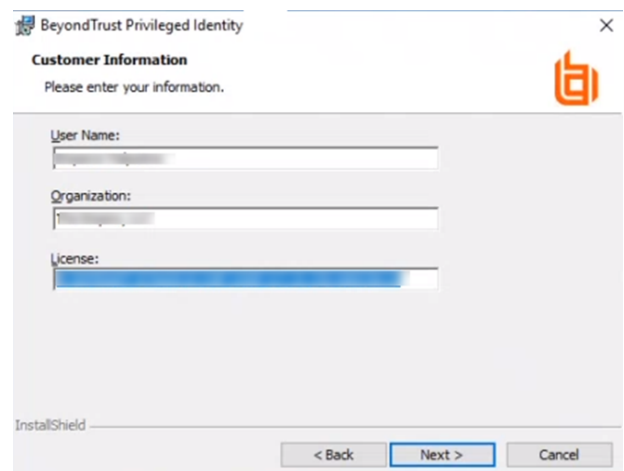 BeyondTrust Privileged Identity
Customer Information
Please enter your information.
User Name:
Organization:
License:
InstallShield
< Back
Next >
Cancel